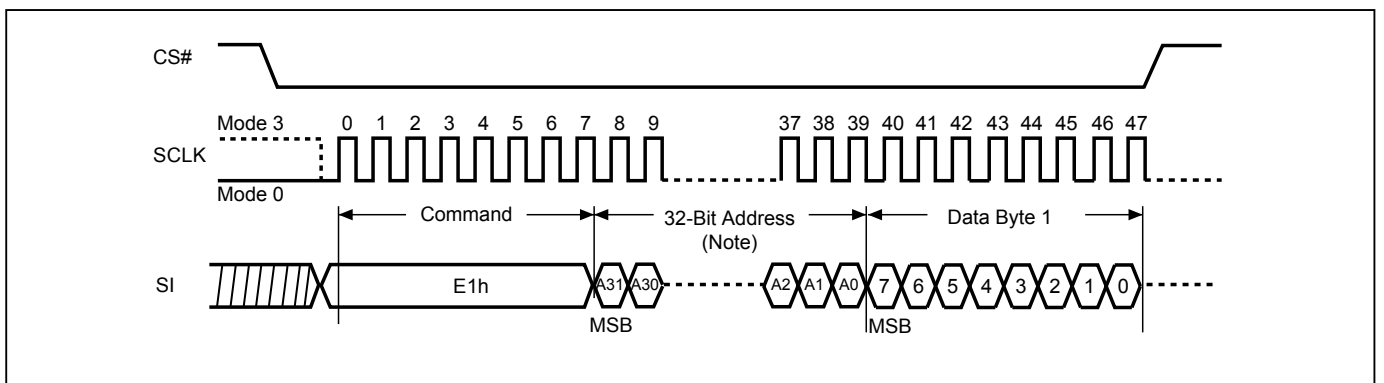 CS#
Mode 3
0 1 2 3 4 5 6 7 8 9 37 38 39 40 41 42 43 44 45 46 47
SCLK
Mode 0
Command
32-Bit Address
(Note)
Data Byte 1
SI
E1h
A31 A30 A2 A1 A0 7 6 5 4 3 2 1 0
MSB MSB